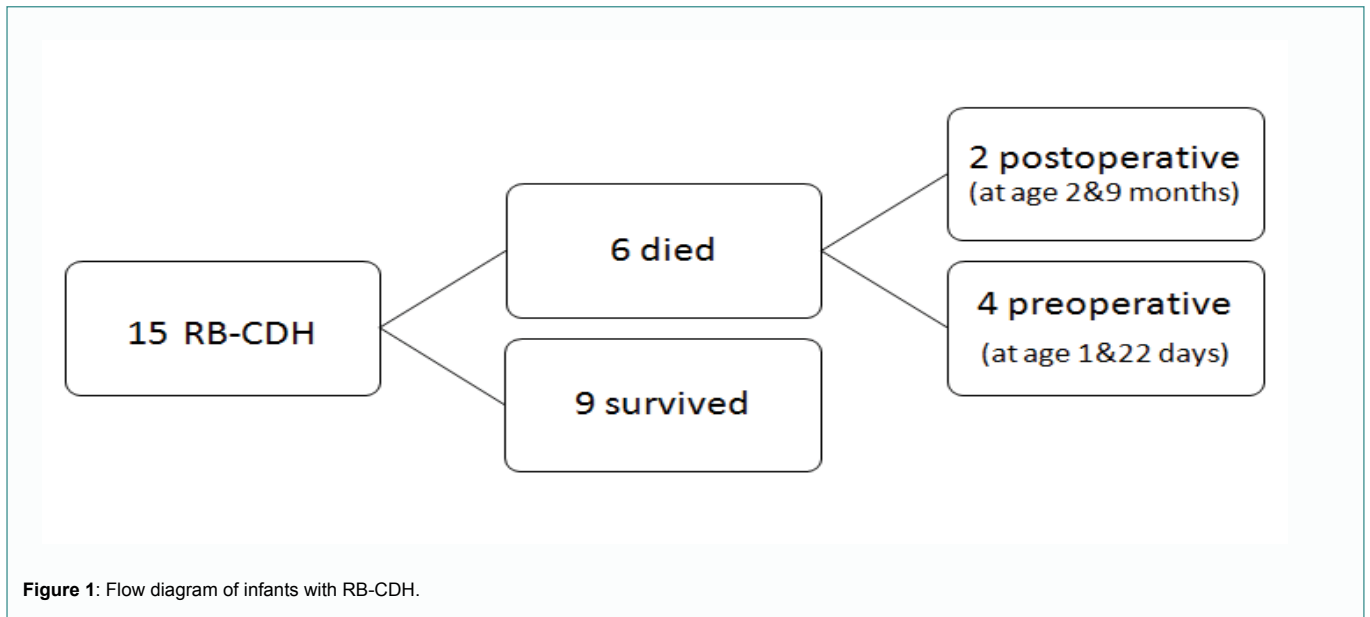 15 RB-CDH
6 died
9 survived
2 postoperative
(at age 2&9 months)
4 preoperative
(at age 1&22 days)
Figure 1: Flow diagram of infants with RB-CDH.